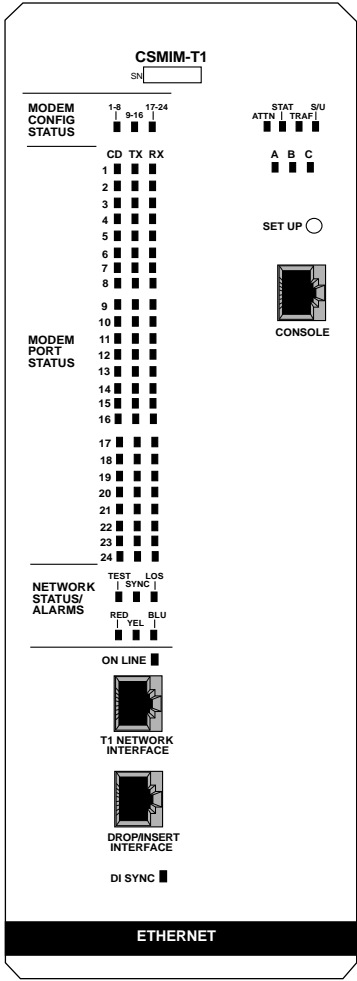 CSMIM-T1
SN
MODEM
CONFIG
STATUS
1-8
9-16
17-24
STAT
S/U
ATTN
TRAF
CD TX RX
A B C
1
2
3
4
5
6
7
8
9
10
11
12
13
14
15
16
17
18
19
20
21
22
23
24
SET UP
CONSOLE
MODEM
PORT
STATUS
NETWORK
STATUS/
ALARMS
TEST
SYNC
LOS
RED
YEL
BLU
ON LINE
T1 NETWORK
INTERFACE
DROP/INSERT
INTERFACE
DI SYNC
ETHERNET